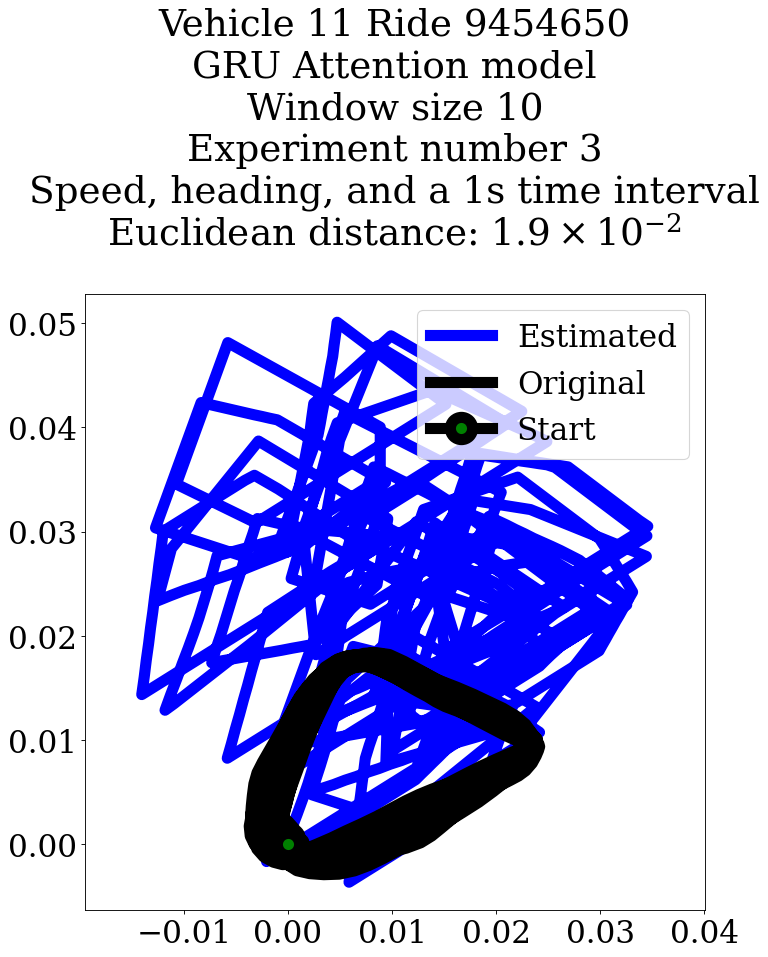 Vehicle 11 Ride 9454650
GRU Attention model
Window size 10
Experiment number 3
Speed, heading, and a 1s time interval
Euclidean distance: 1.9 × 10⁻²
Estimated
Original
Start
0.05
0.04
0.03
0.02
0.01
0.00
−0.01 0.00 0.01 0.02 0.03 0.04